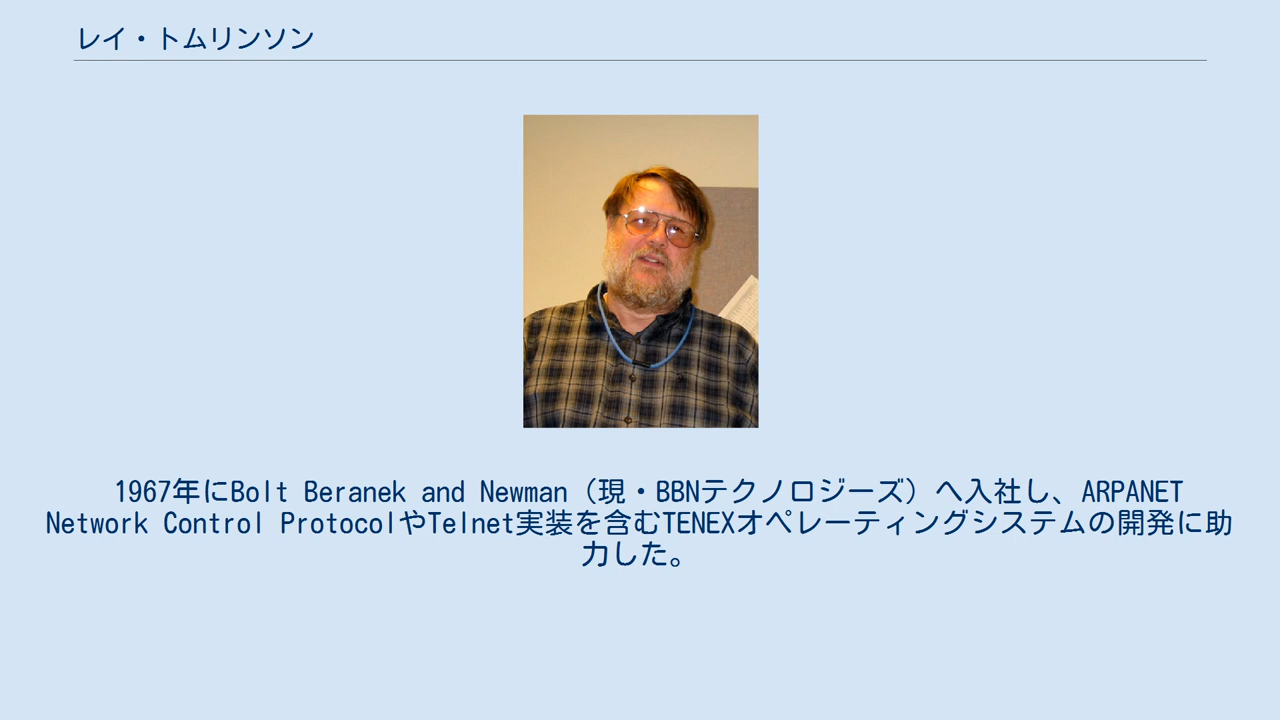 レイ・トムリンソン
1967年にBolt Beranek and Newman（現・BBNテクノロジーズ）へ入社し、ARPANET
Network Control ProtocolやTelnet実装を含むTENEXオペレーティングシステムの開発に助
力した。